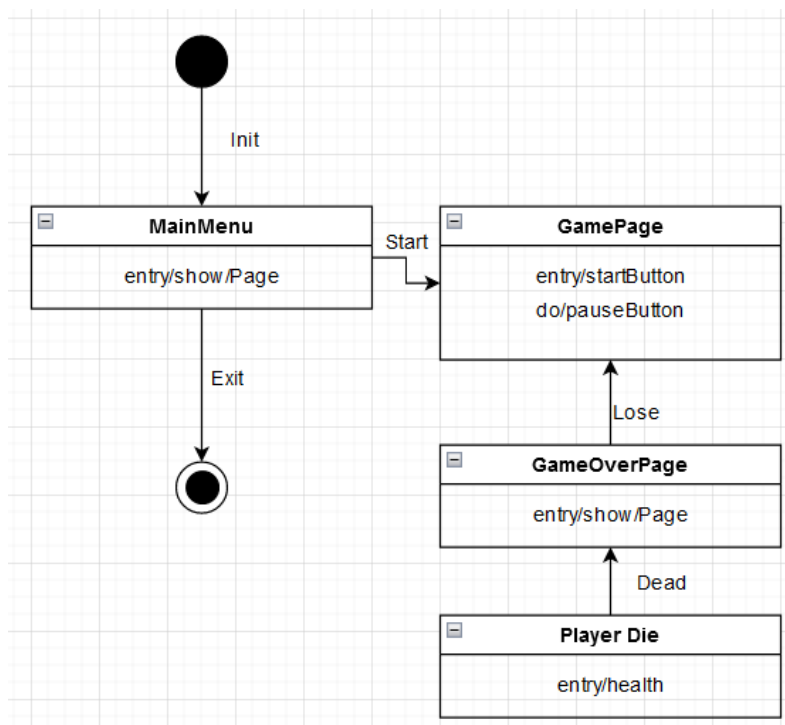 Init
MainMenu
entry/show/Page
Start
GamePage
entry/startButton
do/pauseButton
Exit
Lose
GameOverPage
entry/show/Page
Dead
Player Die
entry/health